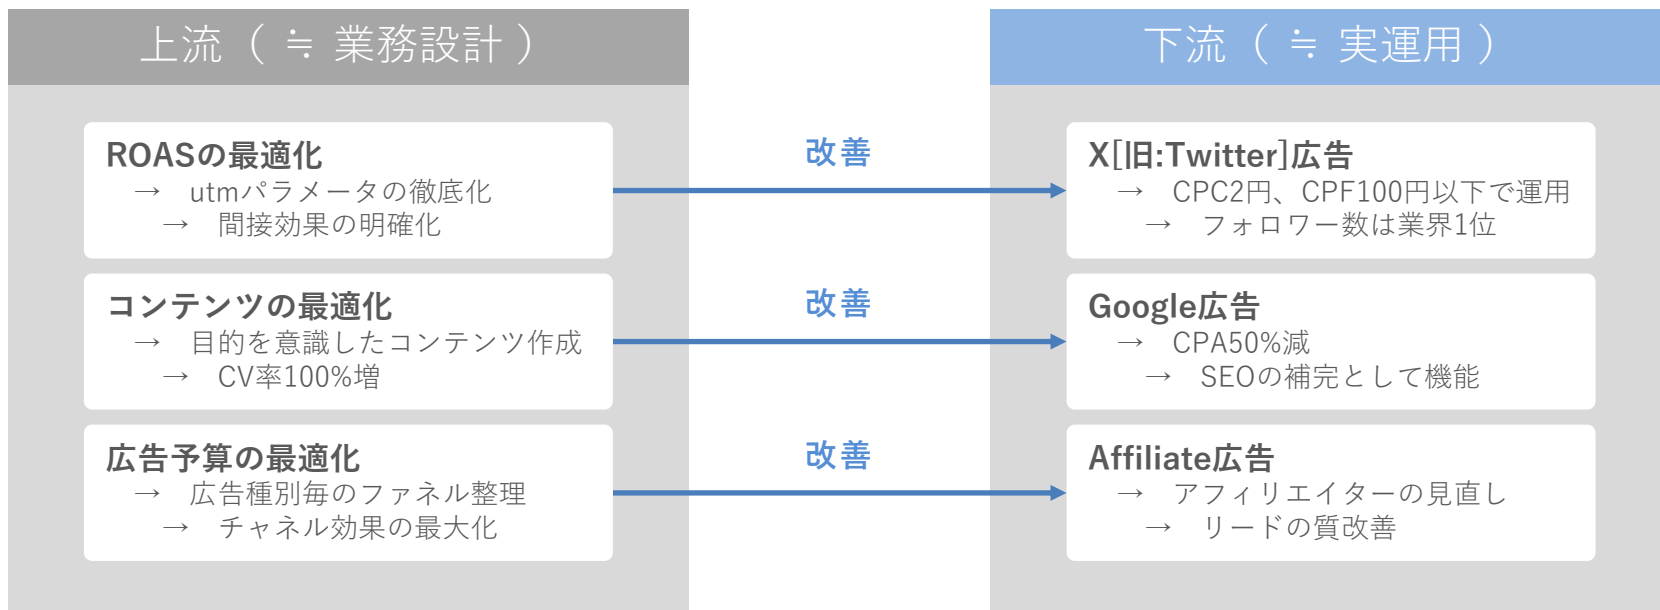 上流（ ≒ 業務設計 ）
ROASの最適化
→ utmパラメータの徹底化
→ 間接効果の明確化
コンテンツの最適化
→ 目的を意識したコンテンツ作成
→ CV率100%増
広告予算の最適化
→ 広告種別毎のファネル整理
→ チャネル効果の最大化
改善
改善
改善
下流（ ≒ 実運用 ）
X[旧:Twitter]広告
→ CPC2円、CPF100円以下で運用
→ フォロワー数は業界1位
Google広告
→ CPA50%減
→ SEOの補完として機能
Affiliate広告
→ アフィリエイターの見直し
→ リードの質改善